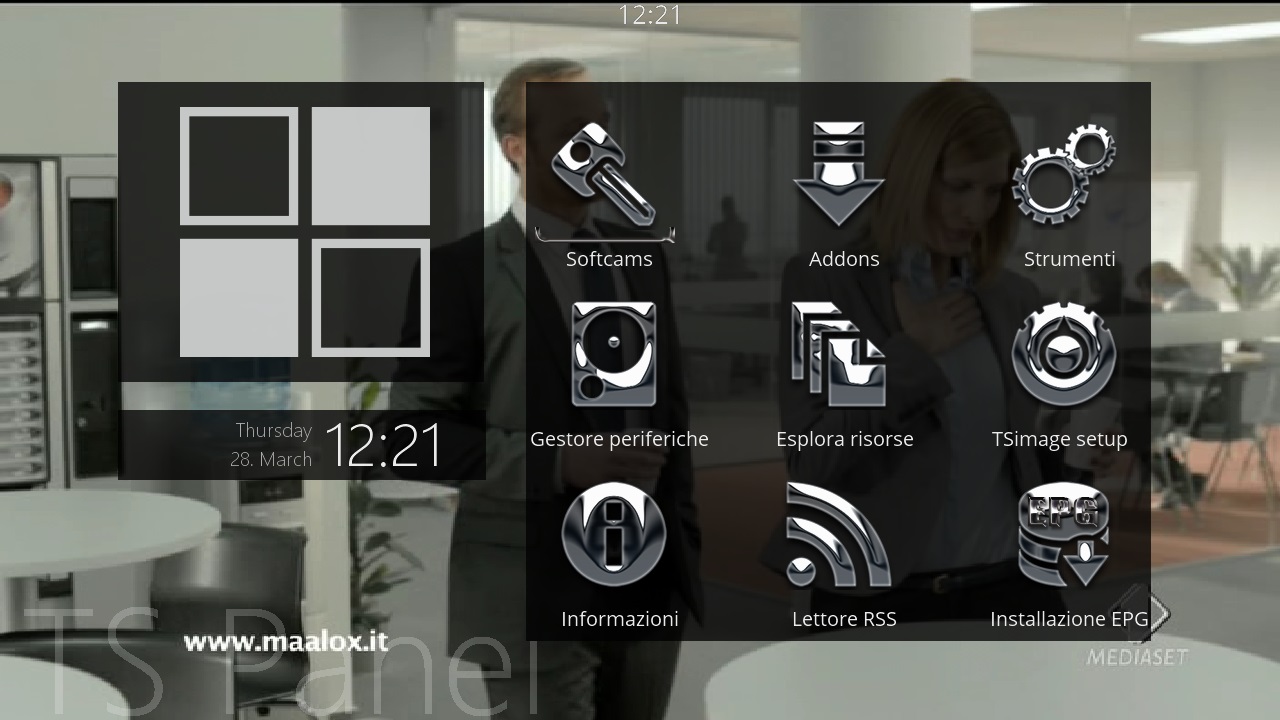 12:21
Softcams
Addons
Strumenti
Gestore periferiche
Esplora risorse
TSimage setup
Thursday
28. March
12:21
EPG
Informazioni
Lettore RSS
Installazione EPG
TS Panel
www.maalox.it
MEDIASET